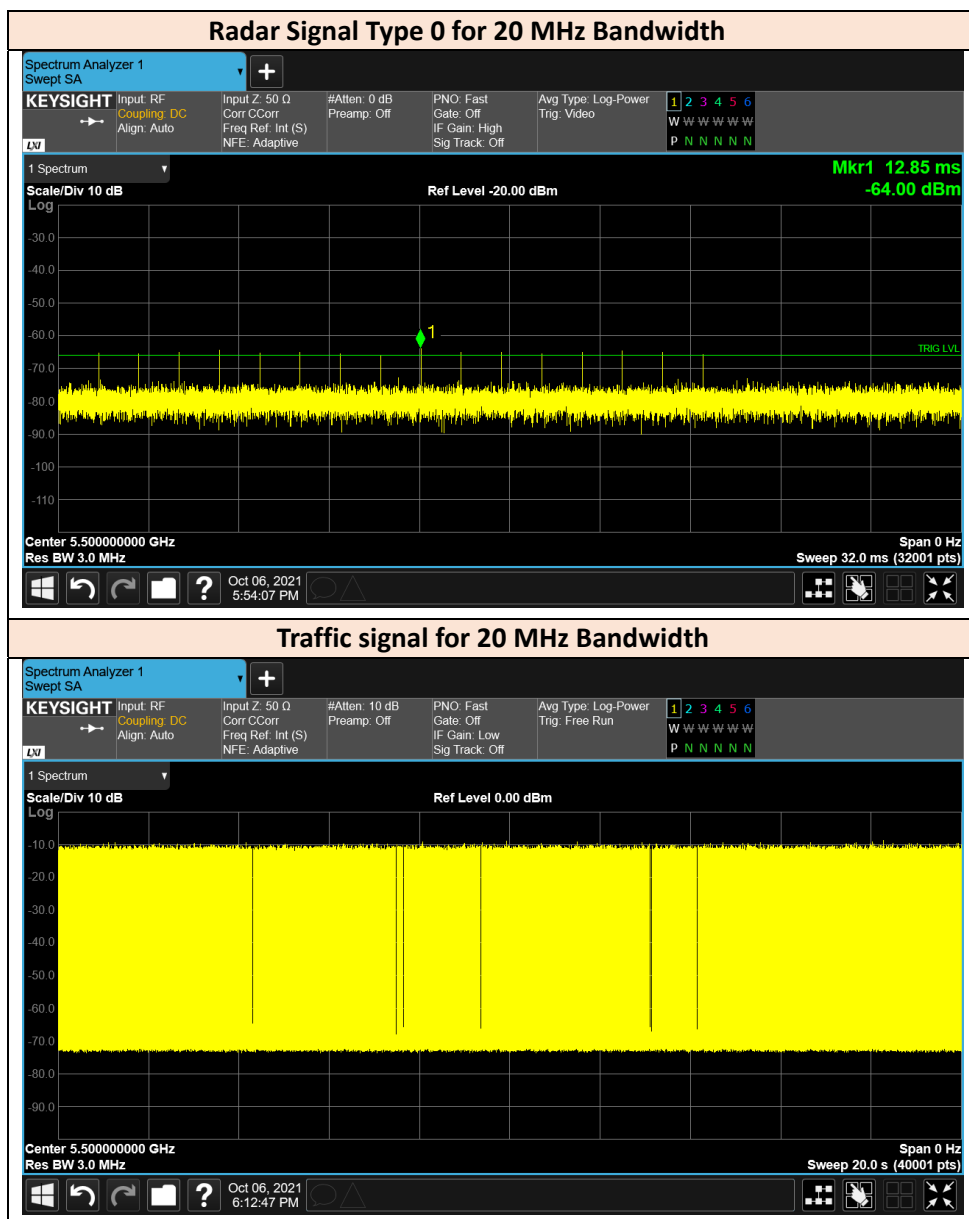 Radar Signal Type 0 for 20 MHz Bandwidth
Spectrum Analyzer 1
Swept SA
+
KEYSIGHT Input: RF Input Z: 50 Ω #Atten: 0 dB PNO: Fast Avg Type: Log-Power 1 2 3 4 5 6
Coupling: DC Corr CCorr Preamp: Off Gate: Off Trig: Video W W W W W W
Align: Auto Freq Ref: Int (S) IF Gain: High P N N N N N
LXI NFE: Adaptive Sig Track: Off
1 Spectrum Mkr1 12.85 ms
Scale/Div 10 dB Ref Level -20.00 dBm -64.00 dBm
Log
-30.0
-40.0
-50.0
-60.0
1
TRIG LVL
-70.0
-80.0
-90.0
-100
-110
Center 5.500000000 GHz Span 0 Hz
Res BW 3.0 MHz Sweep 32.0 ms (32001 pts)
? Oct 06, 2021
5:54:07 PM
Traffic signal for 20 MHz Bandwidth
Spectrum Analyzer 1
Swept SA
+
KEYSIGHT Input: RF Input Z: 50 Ω #Atten: 10 dB PNO: Fast Avg Type: Log-Power 1 2 3 4 5 6
Coupling: DC Corr CCorr Preamp: Off Gate: Off Trig: Free Run W W W W W W
Align: Auto Freq Ref: Int (S) IF Gain: Low P N N N N N
LXI NFE: Adaptive Sig Track: Off
1 Spectrum
Scale/Div 10 dB Ref Level 0.00 dBm
Log
-10.0
-20.0
-30.0
-40.0
-50.0
-60.0
-70.0
-80.0
-90.0
Center 5.500000000 GHz Span 0 Hz
Res BW 3.0 MHz Sweep 20.0 s (40001 pts)
? Oct 06, 2021
6:12:47 PM